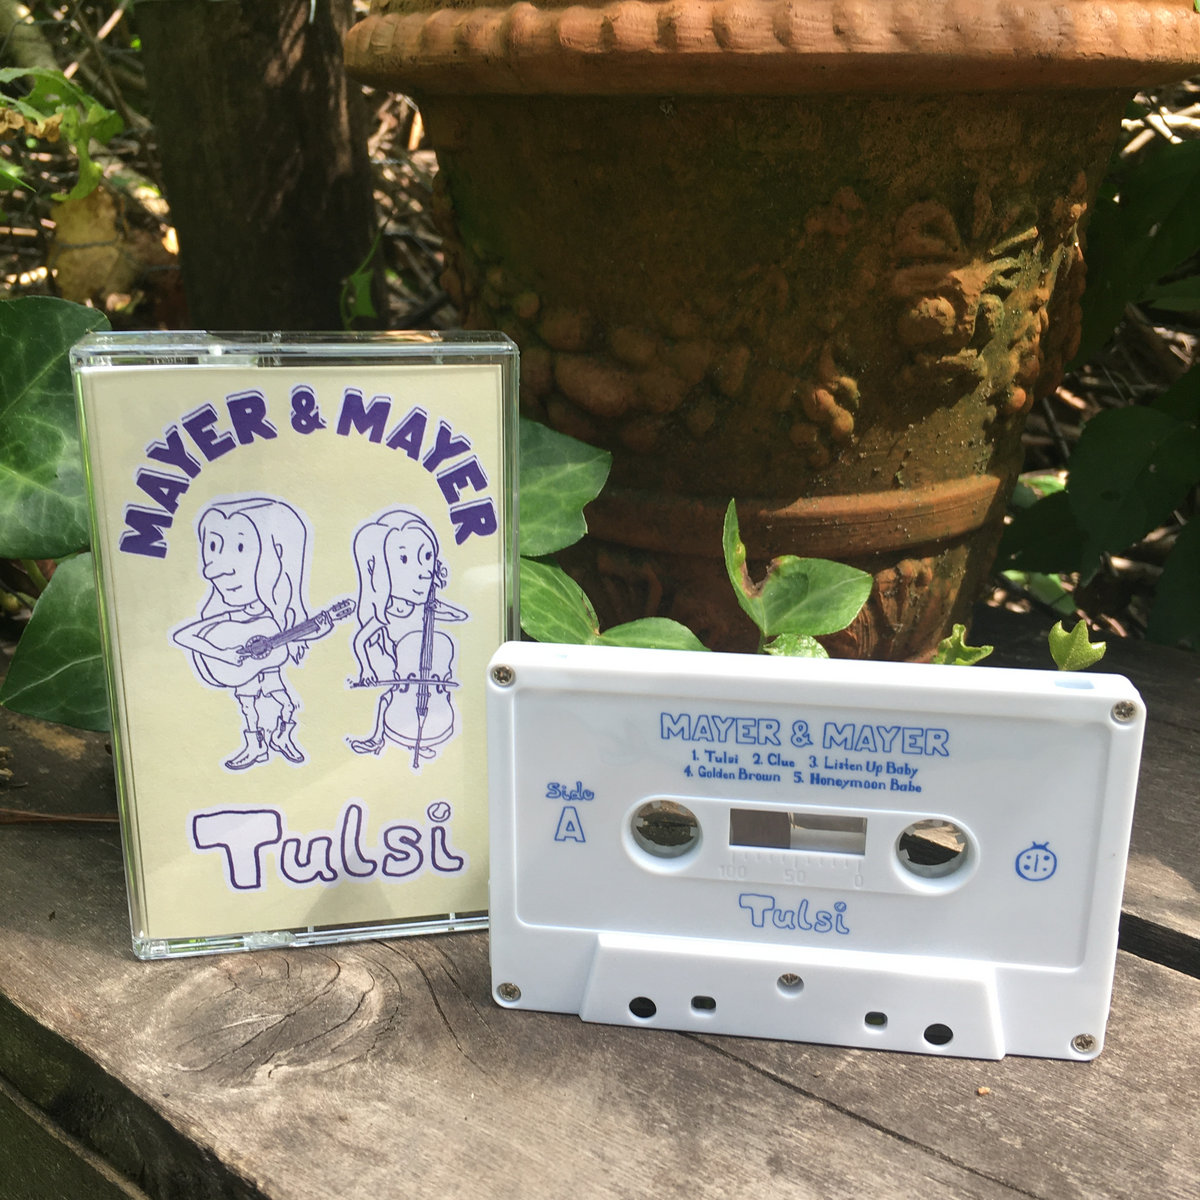 MAYER & MAYER
Tulsi
MAYER & MAYER
1. Tulsi 2. Clue 3. Listen Up Baby
4. Golden Brown 5. Honeymoon Babe
Side
A
100 50 0
Tulsi